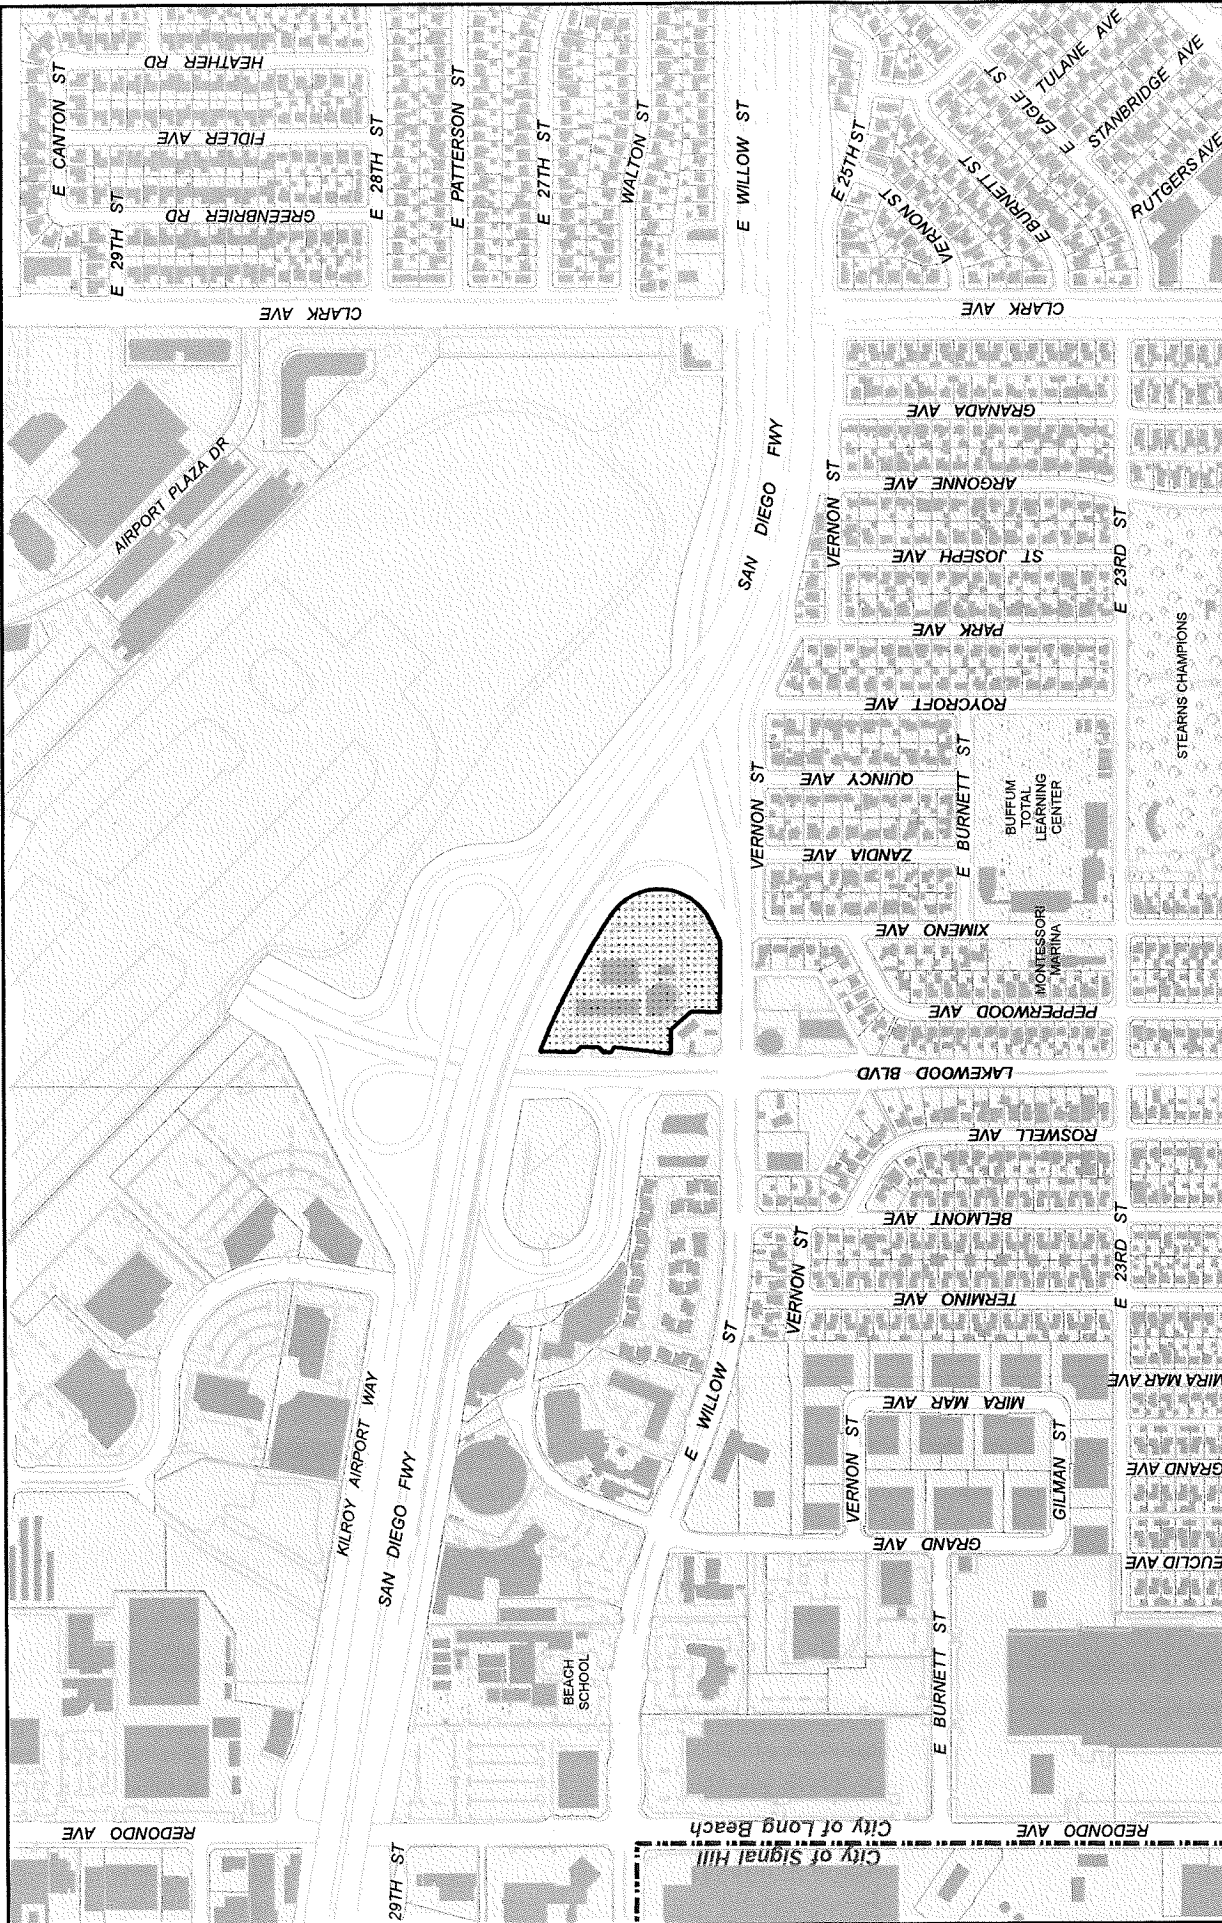 HEATHER RD
E CANTON ST
FIDLER AVE
E 29TH ST
GREENBRIER RD
E 28TH ST
E PATTERSON ST
E 27TH ST
WALTON ST
E WILLOW ST
E 25TH ST
VERNON ST
E BURNETT ST
E EAGLE ST
TULANE AVE
STANBRIDGE AVE
RUTGERS AVE
CLARK AVE
CLARK AVE
AIRPORT PLAZA DR
SAN DIEGO FWY
GRANADA AVE
VERNON ST
ARGONNE AVE
ST JOSEPH AVE
E 23RD ST
PARK AVE
ROYCROFT AVE
STEARNS CHAMPIONS
VERNON ST
QUINCY AVE
E BURNETT ST
ZANDIA AVE
BUFFUM
TOTAL
LEARNING
CENTER
XIMENO AVE
MONTESSORI
MARINA
PEPPERWOOD AVE
LAKEWOOD BLVD
ROSWELL AVE
BELMONT AVE
VERNON ST
E 23RD ST
TERMINO AVE
E WILLOW ST
MIRA MAR AVE
MIRA MAR AVE
VERNON ST
GILMAN ST
GRAND AVE
GRAND AVE
EUCLID AVE
KILROY AIRPORT WAY
SAN DIEGO FWY
BEACH
SCHOOL
E BURNETT ST
REDONDO AVE
29TH ST
City of Long Beach
City of Signal Hill
REDONDO AVE